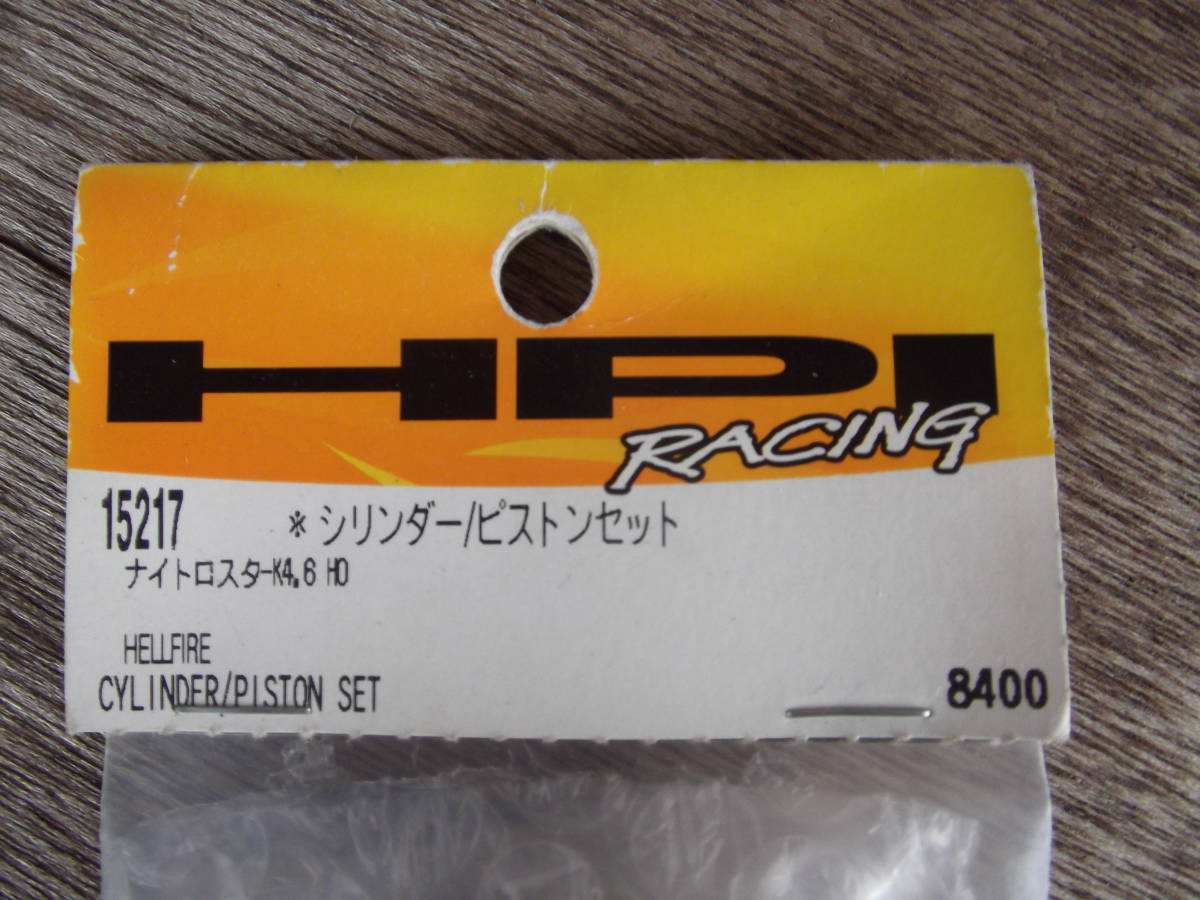 HPI
RACING
15217 ※ シリンダー/ピストンセット
ナイトロスターK4.6 HO
HELLFIRE
CYLINDER/PISTON SET 8400